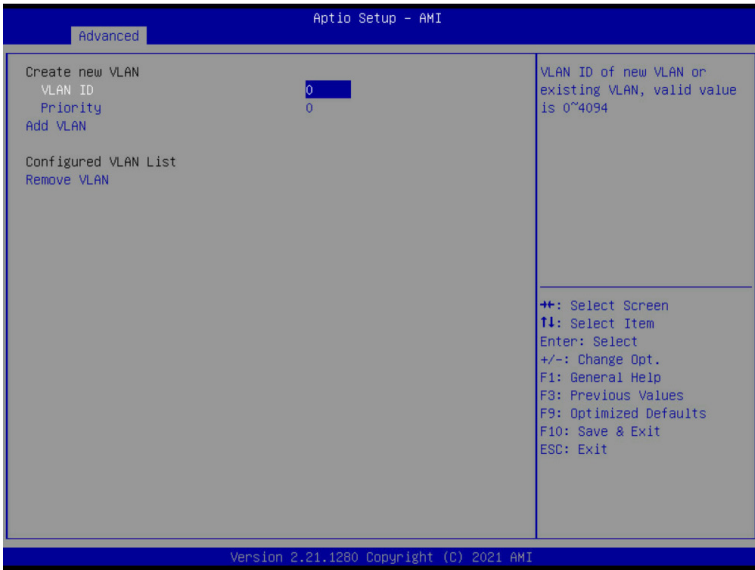 Aptio Setup - AMI
Advanced
Create new VLAN
VLAN ID 0
Priority 0
Add VLAN
Configured VLAN List
Remove VLAN
VLAN ID of new VLAN or
existing VLAN, valid value
is 0~4094
→←: Select Screen
↑↓: Select Item
Enter: Select
+/-: Change Opt.
F1: General Help
F3: Previous Values
F9: Optimized Defaults
F10: Save & Exit
ESC: Exit
Version 2.21.1280 Copyright (C) 2021 AMI